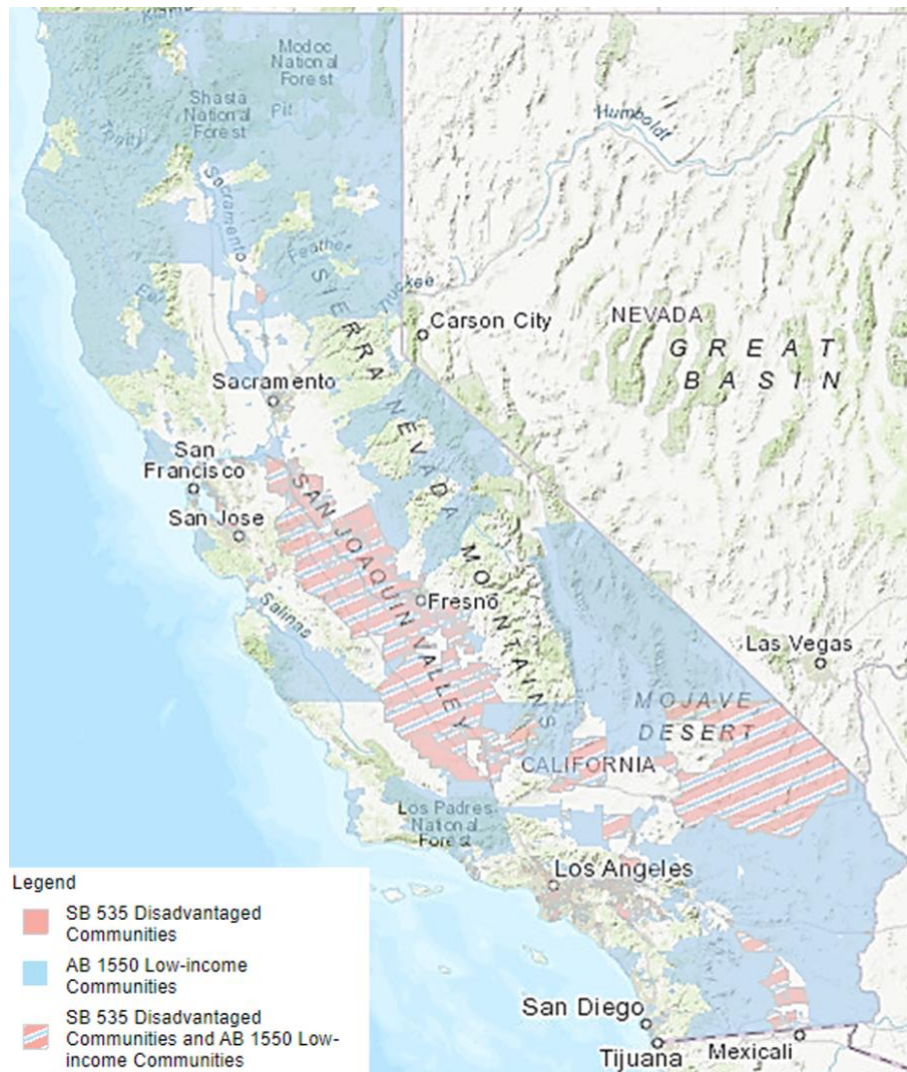 Klamath
Modoc
National
Forest
Shasta
National
Forest
Pit
Trinity
Humboldt
Sacramento
Feather
Eel
Truckee
SIERRA
NEVADA
MOUNTAINS
Carson City
NEVADA
GREAT
BASIN
Sacramento
San
Francisco
San Jose
SAN JOAQUIN VALLEY
Salinas
Fresno
Las Vegas
MOJAVE
DESERT
CALIFORNIA
Los Padres
National
Forest
Los Angeles
San Diego
Tijuana
Mexicali
Legend
SB 535 Disadvantaged
Communities
AB 1550 Low-income
Communities
SB 535 Disadvantaged
Communities and AB 1550 Low-
income Communities